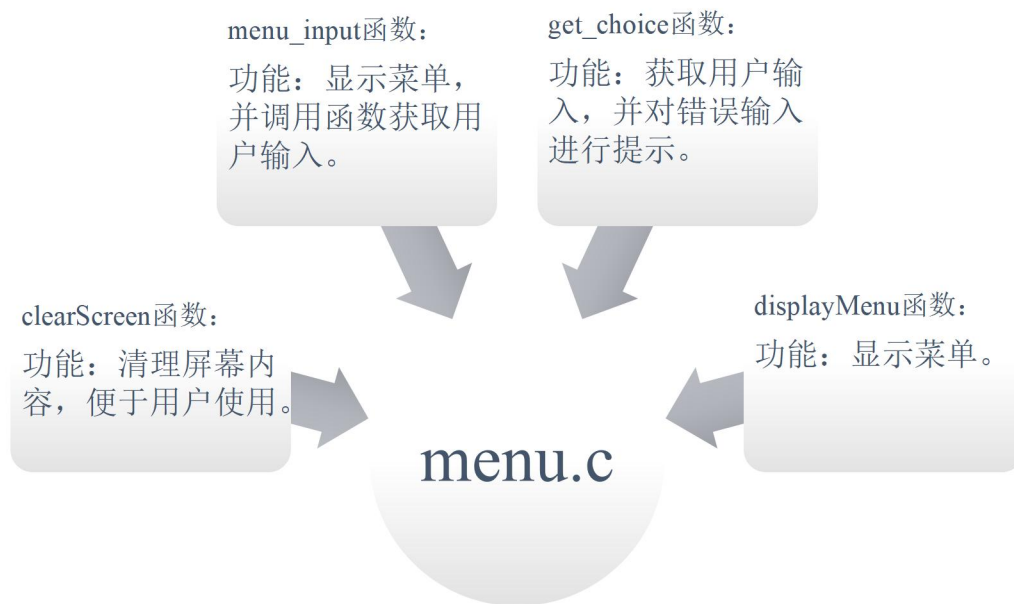 menu_input函数：
功能：显示菜单，
并调用函数获取用
户输入。
get_choice函数：
功能：获取用户输
入，并对错误输入
进行提示。
clearScreen函数：
功能：清理屏幕内
容，便于用户使用。
displayMenu函数：
功能：显示菜单。
menu.c